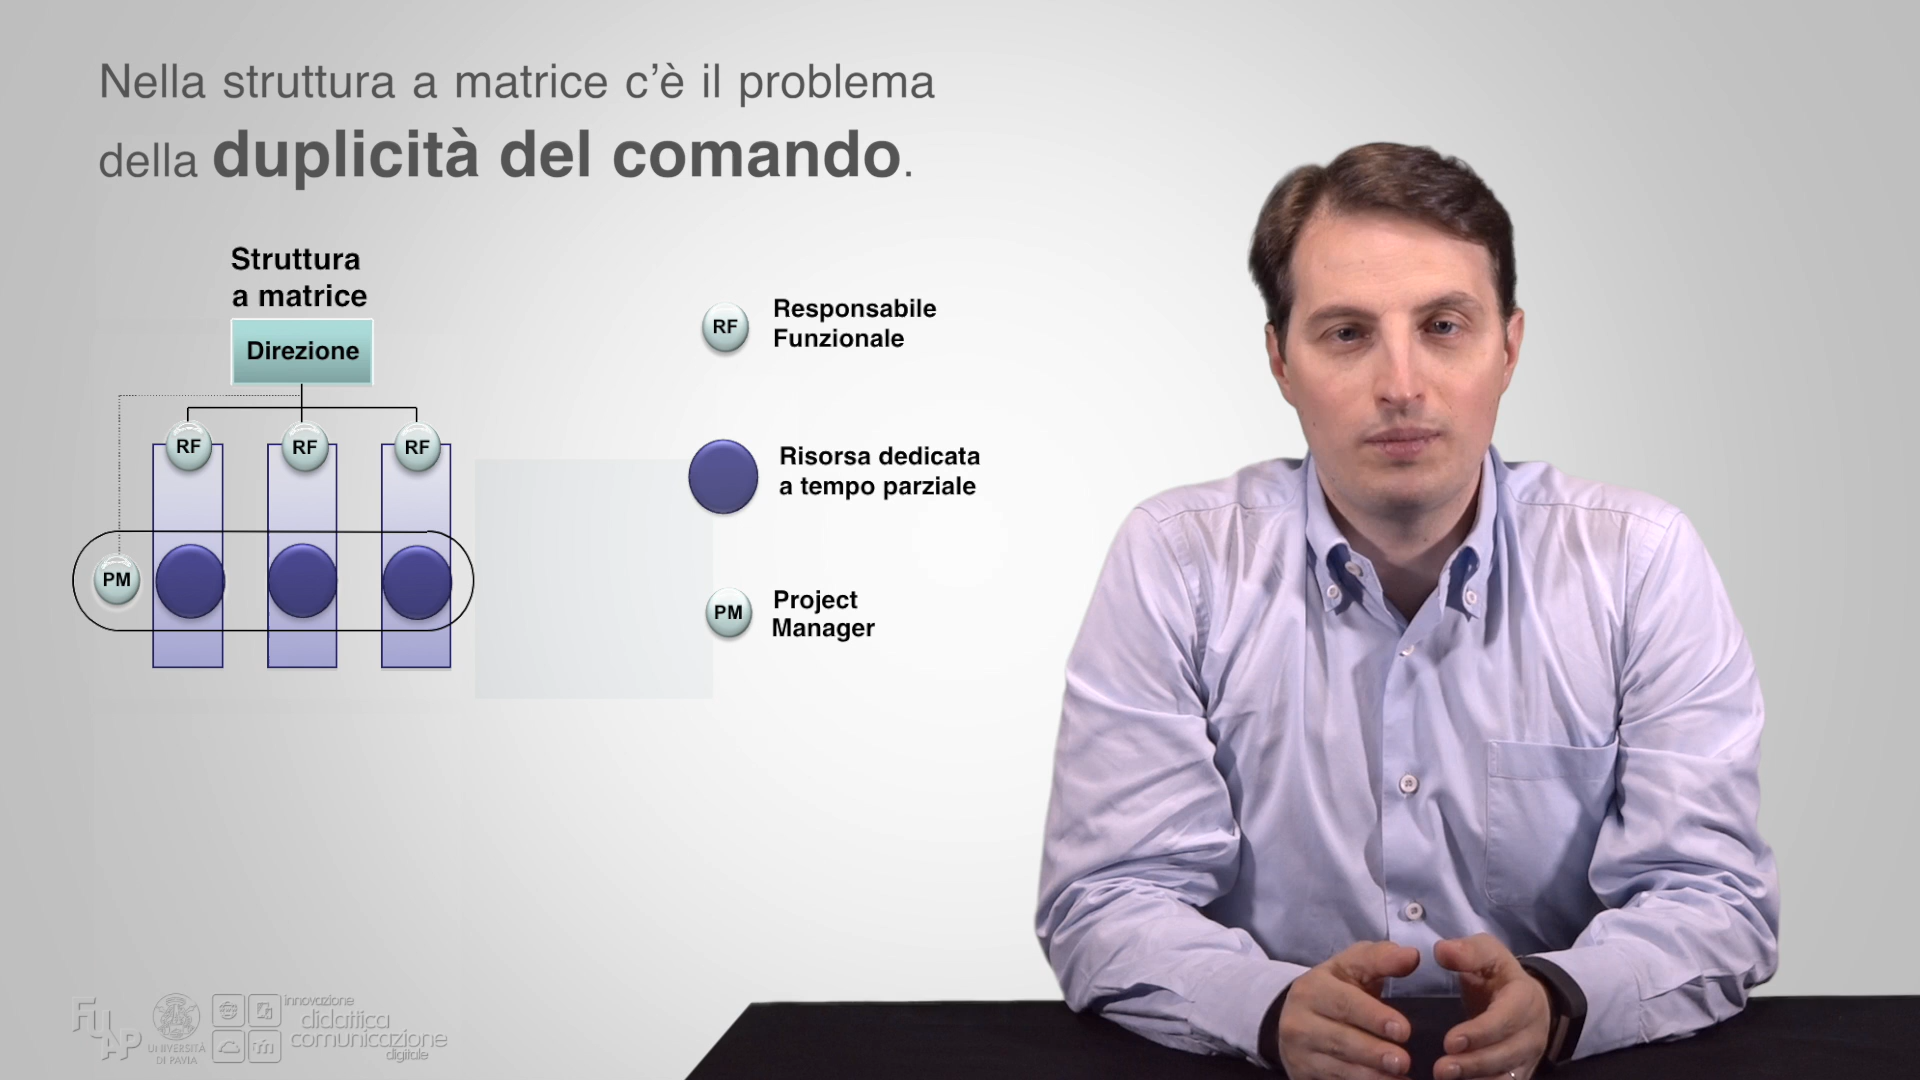 Nella struttura a matrice c’è il problema
della duplicità del comando.
Struttura
a matrice
Direzione
RF
RF
RF
PM
RF
Responsabile
Funzionale
Risorsa dedicata
a tempo parziale
PM
Project
Manager
UNIVERSITÀ
DI PAVIA
innovazione
didattica
comunicazione
digitale